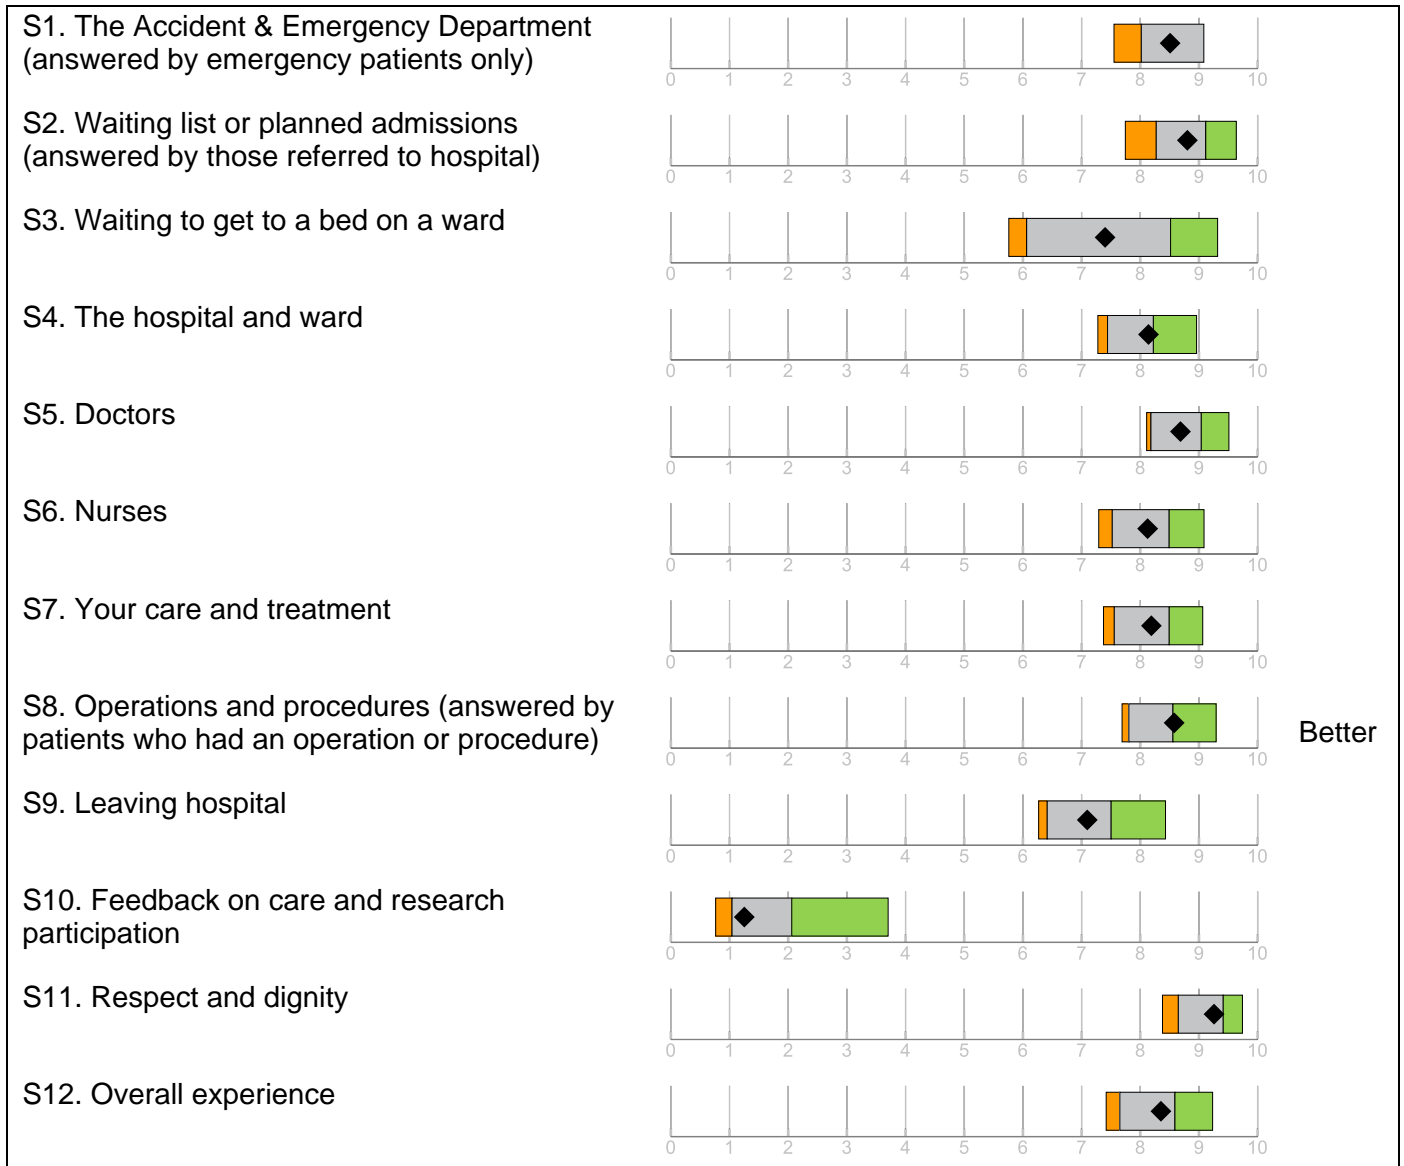 S1. The Accident & Emergency Department
(answered by emergency patients only)
0 1 2 3 4 5 6 7 8 9 10
S2. Waiting list or planned admissions
(answered by those referred to hospital)
0 1 2 3 4 5 6 7 8 9 10
S3. Waiting to get to a bed on a ward
0 1 2 3 4 5 6 7 8 9 10
S4. The hospital and ward
0 1 2 3 4 5 6 7 8 9 10
S5. Doctors
0 1 2 3 4 5 6 7 8 9 10
S6. Nurses
0 1 2 3 4 5 6 7 8 9 10
S7. Your care and treatment
0 1 2 3 4 5 6 7 8 9 10
S8. Operations and procedures (answered by
patients who had an operation or procedure)
Better
0 1 2 3 4 5 6 7 8 9 10
S9. Leaving hospital
0 1 2 3 4 5 6 7 8 9 10
S10. Feedback on care and research
participation
0 1 2 3 4 5 6 7 8 9 10
S11. Respect and dignity
0 1 2 3 4 5 6 7 8 9 10
S12. Overall experience
0 1 2 3 4 5 6 7 8 9 10